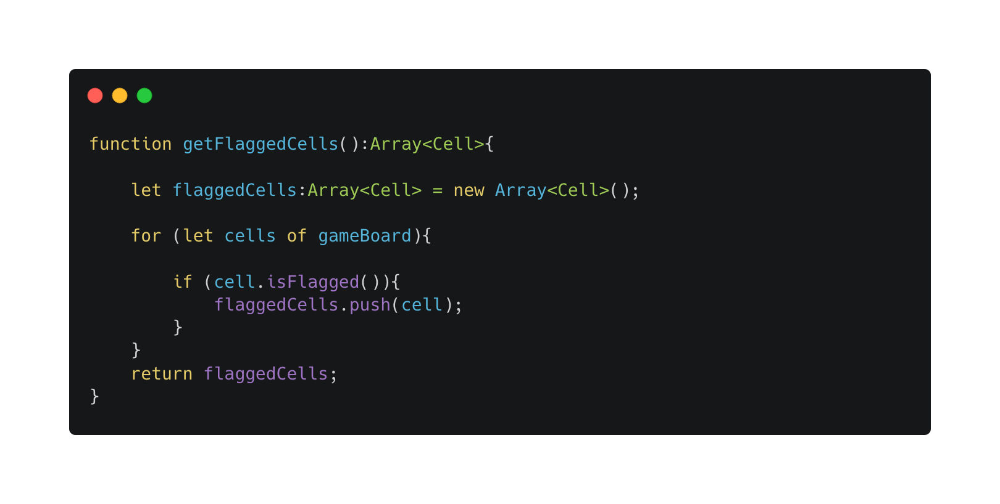 function getFlaggedCells():Array<Cell>{
let flaggedCells:Array<Cell> = new Array<Cell>();
for (let cells of gameBoard){
if (cell.isFlagged()){
flaggedCells.push(cell);
}
}
return flaggedCells;
}